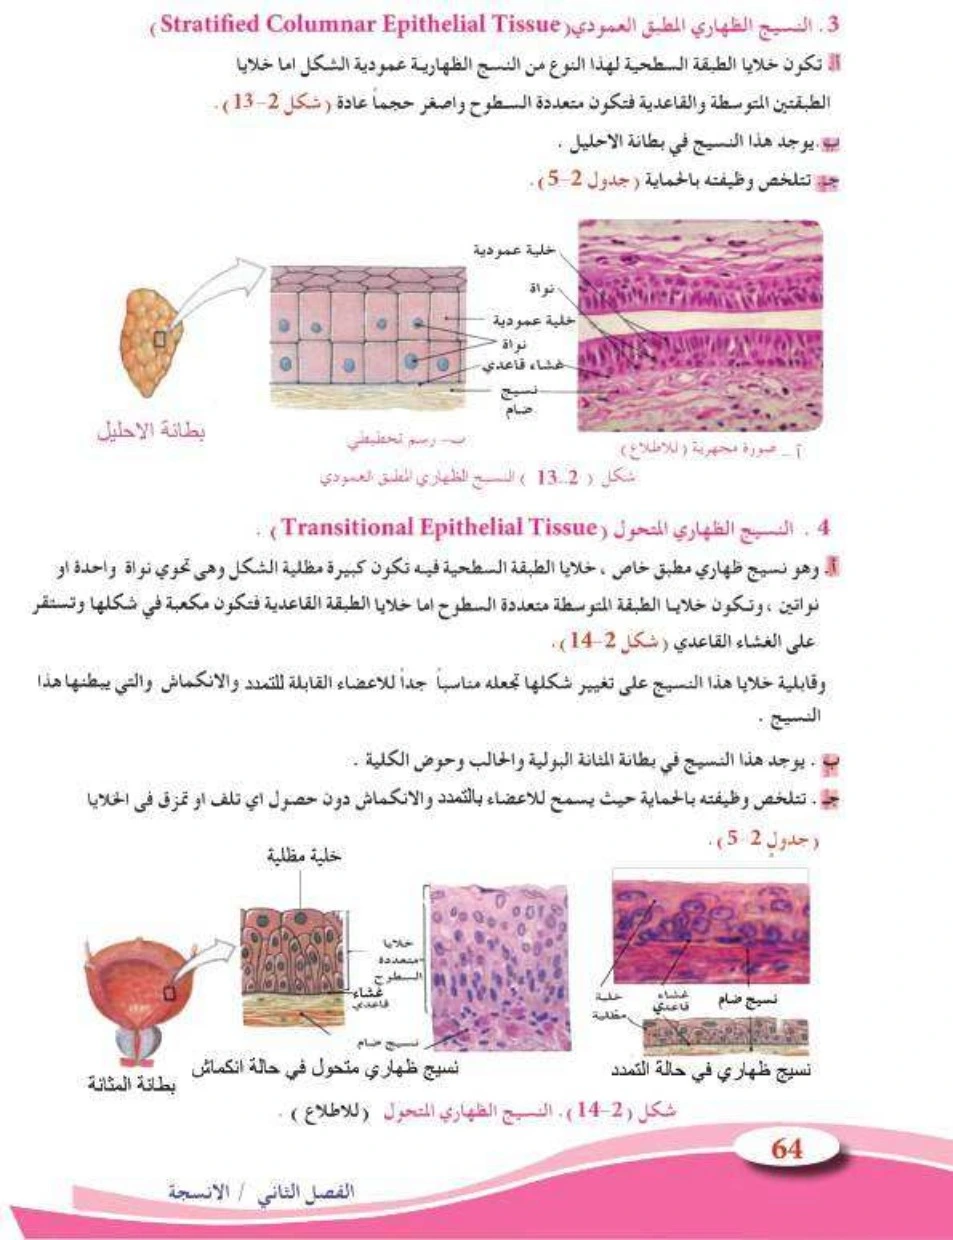 3. النسيج الظهاري المطبق العمودي(Stratified Columnar Epithelial Tissue)
أ. تكون خلايا الطبقة السطحية لهذا النوع من النسج الظهارية عمودية الشكل اما خلايا
الطبقتين المتوسطة والقاعدية فتكون متعددة السطوح واصغر حجماً عادة (شكل 2-13).
ب. يوجد هذا النسيج في بطانة الاحليل .
جـ تتلخص وظيفته بالحماية (جدول 2-5).
خلية عمودية
نواة
خلية عمودية
نواة
غشاء قاعدي
نسيج
ضام
بطانة الاحليل
ب- رسم تخطيطي
أ _ صورة مجهرية (للاطلاع)
شكل ( 2_13 ) النسيج الظهاري المطبق العمودي
4 . النسيج الظهاري المتحول (Transitional Epithelial Tissue) .
أ. وهو نسيج ظهاري مطبق خاص ، خلايا الطبقة السطحية فيه تكون كبيرة مظلية الشكل وهى تحوي نواة واحدة او
نواتين ، وتكون خلايا الطبقة المتوسطة متعددة السطوح اما خلايا الطبقة القاعدية فتكون مكعبة في شكلها وتستقر
على الغشاء القاعدي (شكل 2-14).
وقابلية خلايا هذا النسيج على تغيير شكلها تجعله مناسباً جداً للاعضاء القابلة للتمدد والانكماش والتي يبطنها هذا
النسيج .
ب . يوجد هذا النسيج في بطانة المثانة البولية والحالب وحوض الكلية .
جـ . تتلخص وظيفته بالحماية حيث يسمح للاعضاء بالتمدد والانكماش دون حصول اي تلف او تمزق فى الخلايا
(جدول 2-5).
خلية مظلية
خلايا
متعددة
السطوح
غشاء
قاعدي
نسيج ضام
خلية
مظلية
غشاء
قاعدي
نسيج ضام
نسيج ظهاري في حالة التمدد
نسيج ظهاري متحول في حالة انكماش
بطانة المثانة
شكل (2-14). النسيج الظهاري المتحول (للاطلاع) .
64
الفصل الثاني / الانسجة